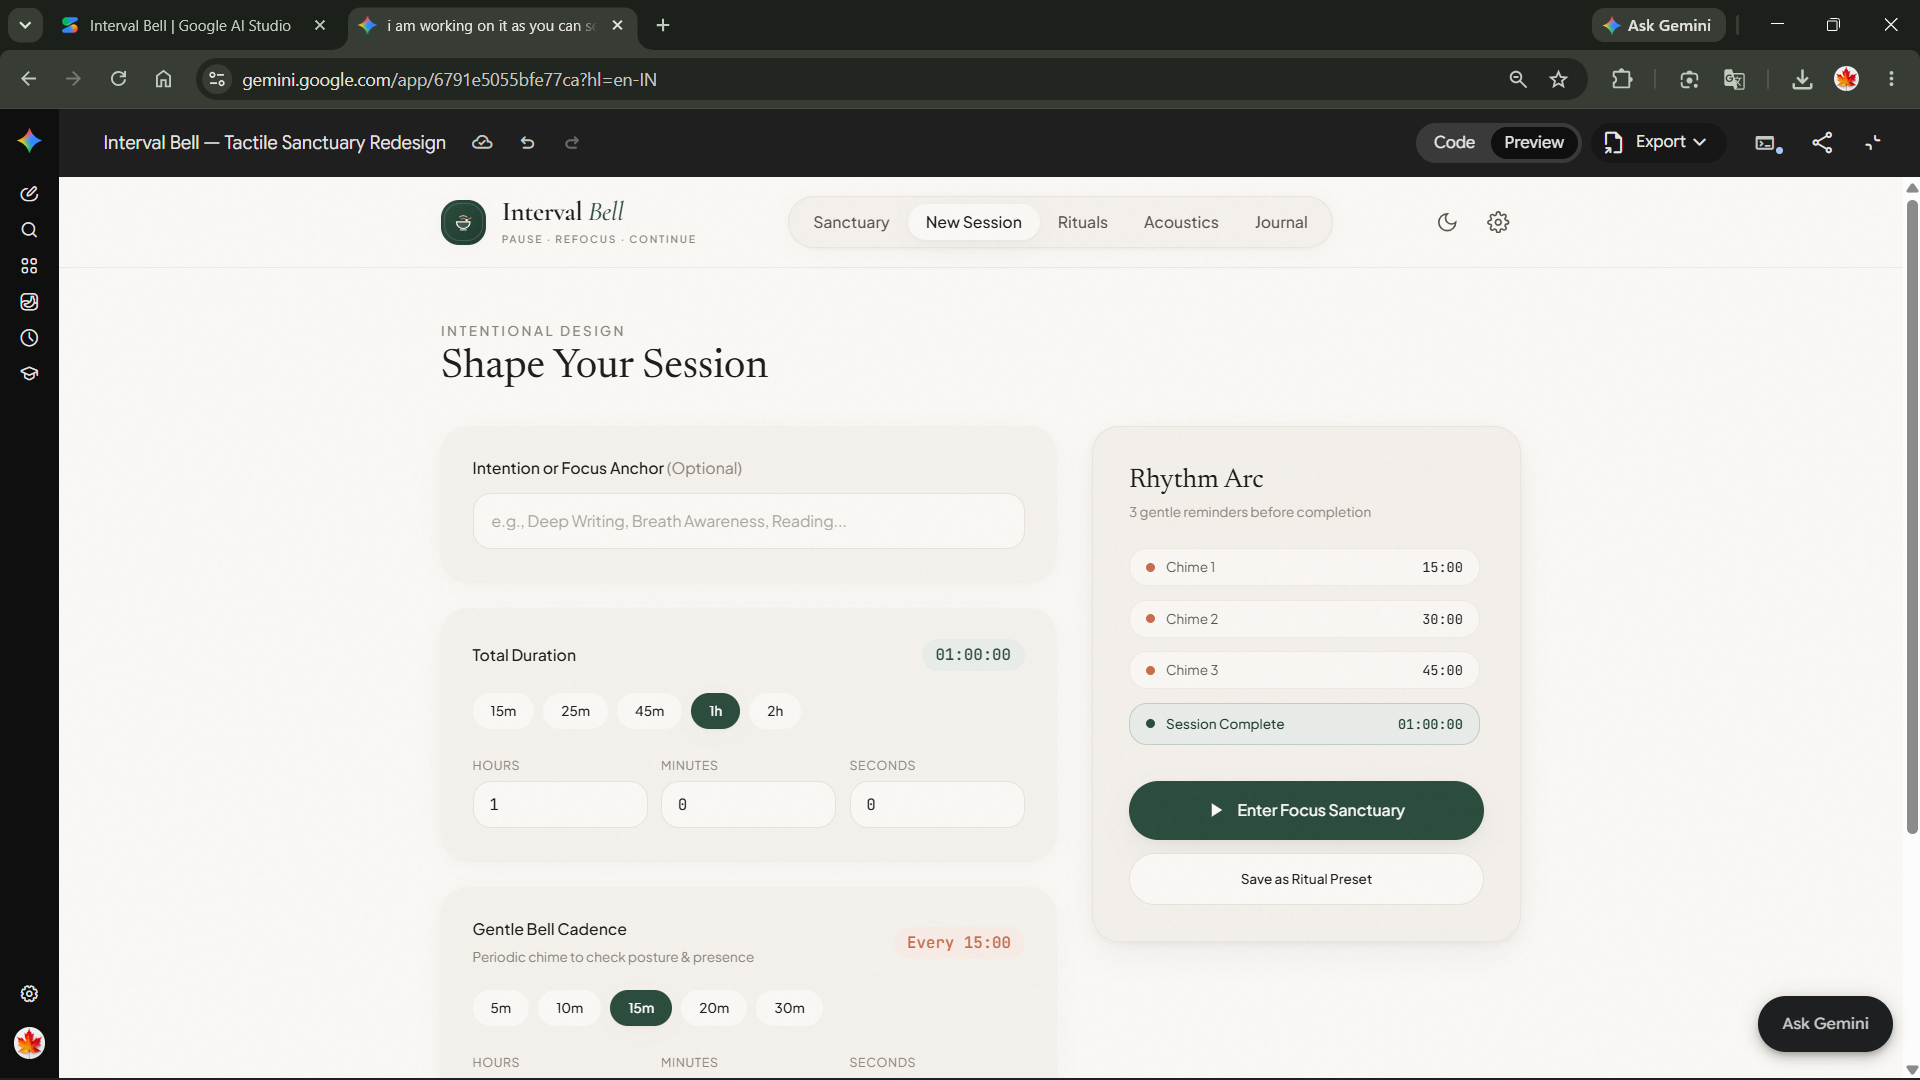 Interval Bell | Google AI Studio
i am working on it as you can se
Ask Gemini
gemini.google.com/app/6791e5055bfe77ca?hl=en-IN
Interval Bell — Tactile Sanctuary Redesign
Code
Preview
Export
Interval Bell
PAUSE · REFOCUS · CONTINUE
Sanctuary
New Session
Rituals
Acoustics
Journal
INTENTIONAL DESIGN
Shape Your Session
Intention or Focus Anchor (Optional)
e.g., Deep Writing, Breath Awareness, Reading...
Total Duration
01:00:00
15m
25m
45m
1h
2h
HOURS
MINUTES
SECONDS
1
0
0
Gentle Bell Cadence
Periodic chime to check posture & presence
Every 15:00
5m
10m
15m
20m
30m
HOURS
MINUTES
SECONDS
Rhythm Arc
3 gentle reminders before completion
Chime 1
15:00
Chime 2
30:00
Chime 3
45:00
Session Complete
01:00:00
Enter Focus Sanctuary
Save as Ritual Preset
Ask Gemini